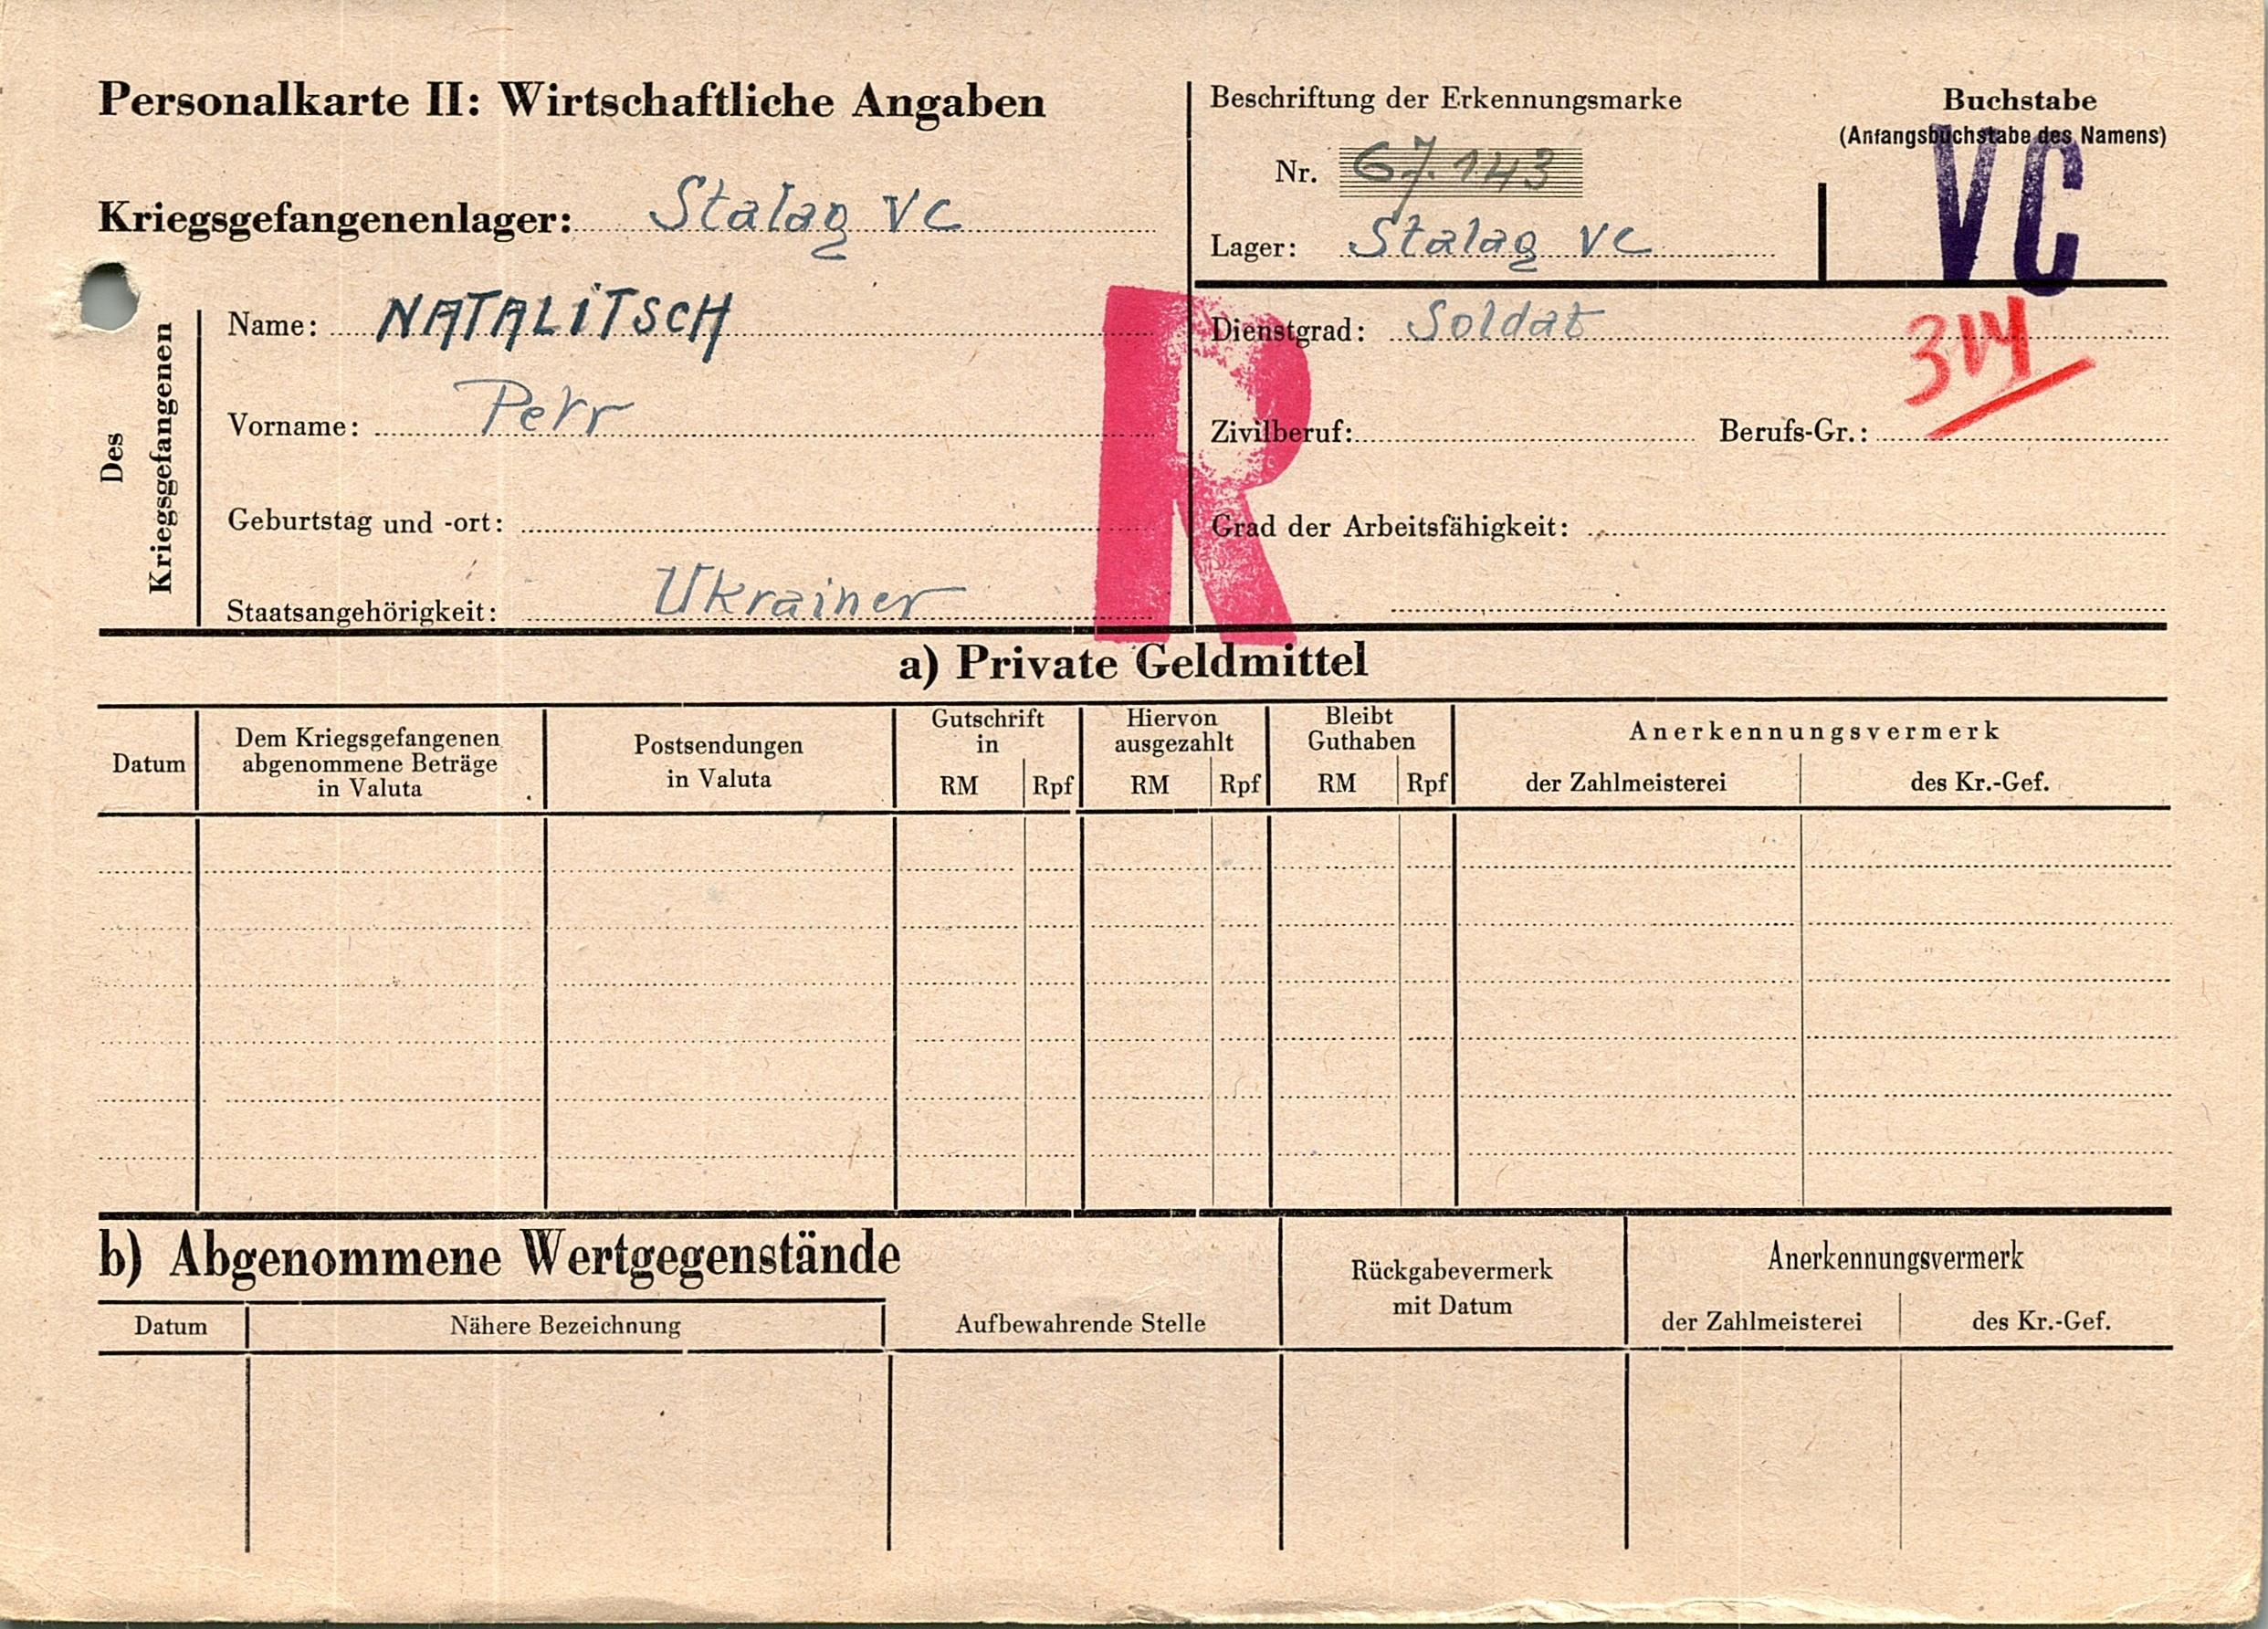 Personalkarte II: Wirtschaftliche Angaben
Kriegsgefangenenlager: Stalag VC
Beschriftung der Erkennungsmarke
Nr. 67.143
Lager: Stalag VC
Buchstabe
(Anfangsbuchstabe des Namens)
VC
Des
Kriegsgefangenen
Name: NATALITSCH
Vorname: Petr
Geburtstag und -ort:
Staatsangehörigkeit: Ukrainer
R
Dienstgrad: Soldat
314
Zivilberuf: Berufs-Gr.:
Grad der Arbeitsfähigkeit:
a) Private Geldmittel
Datum
Dem Kriegsgefangenen
abgenommene Beträge
in Valuta
Postsendungen
in Valuta
Gutschrift
in
RM Rpf
Hiervon
ausgezahlt
RM Rpf
Bleibt
Guthaben
RM Rpf
Anerkennungsvermerk
der Zahlmeisterei des Kr.-Gef.
b) Abgenommene Wertgegenstände
Datum Nähere Bezeichnung Aufbewahrende Stelle
Rückgabevermerk
mit Datum
Anerkennungsvermerk
der Zahlmeisterei des Kr.-Gef.